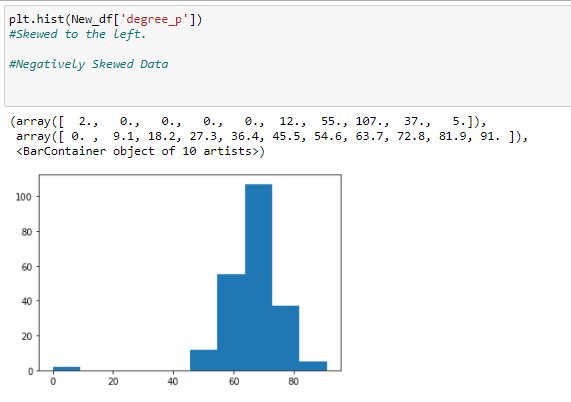 plt.hist(New_df['degree_p'])
#Skewed to the left.
#Negatively Skewed Data
(array([  2.,   0.,   0.,   0.,   0.,  12.,  55., 107.,  37.,   5.]),
array([ 0. ,  9.1, 18.2, 27.3, 36.4, 45.5, 54.6, 63.7, 72.8, 81.9, 91. ]),
<BarContainer object of 10 artists>)
100
80
60
40
20
0
0 20 40 60 80